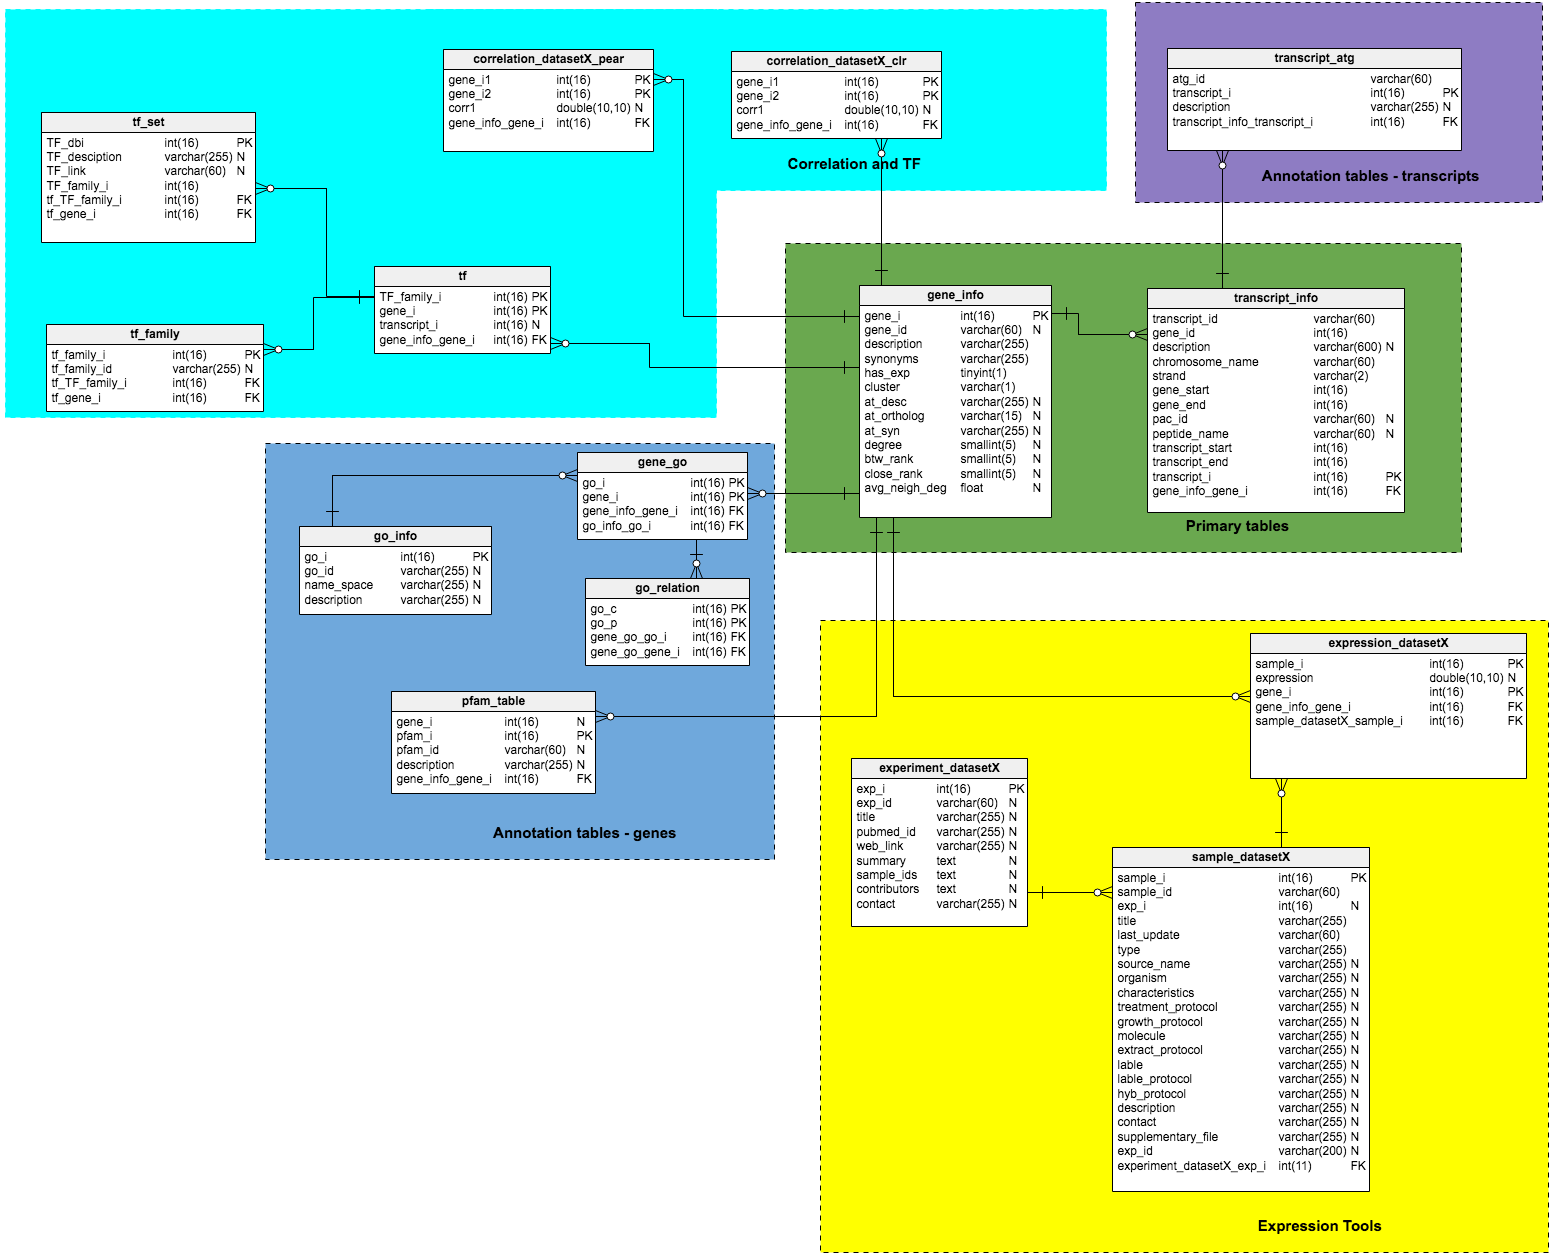 correlation_datasetX_pear
gene_i1 int(16) PK
gene_i2 int(16) PK
corr1 double(10,10) N
gene_info_gene_i int(16) FK
correlation_datasetX_clr
gene_i1 int(16) PK
gene_i2 int(16) PK
corr1 double(10,10) N
gene_info_gene_i int(16) FK
Correlation and TF
transcript_atg
atg_id varchar(60)
transcript_i int(16) PK
description varchar(255) N
transcript_info_transcript_i int(16) FK
Annotation tables - transcripts
tf_set
TF_dbi int(16) PK
TF_desciption varchar(255) N
TF_link varchar(60) N
TF_family_i int(16)
tf_TF_family_i int(16) FK
tf_gene_i int(16) FK
tf
TF_family_i int(16) PK
gene_i int(16) PK
transcript_i int(16) N
gene_info_gene_i int(16) FK
tf_family
tf_family_i int(16) PK
tf_family_id varchar(255) N
tf_TF_family_i int(16) FK
tf_gene_i int(16) FK
gene_info
gene_i int(16) PK
gene_id varchar(60) N
description varchar(255)
synonyms varchar(255)
has_exp tinyint(1)
cluster varchar(1)
at_desc varchar(255) N
at_ortholog varchar(15) N
at_syn varchar(255) N
degree smallint(5) N
btw_rank smallint(5) N
close_rank smallint(5) N
avg_neigh_deg float N
transcript_info
transcript_id varchar(60)
gene_id int(16)
description varchar(600) N
chromosome_name varchar(60)
strand varchar(2)
gene_start int(16)
gene_end int(16)
pac_id varchar(60) N
peptide_name varchar(60) N
transcript_start int(16)
transcript_end int(16)
transcript_i int(16) PK
gene_info_gene_i int(16) FK
Primary tables
gene_go
go_i int(16) PK
gene_i int(16) PK
gene_info_gene_i int(16) FK
go_info_go_i int(16) FK
go_info
go_i int(16) PK
go_id varchar(255) N
name_space varchar(255) N
description varchar(255) N
go_relation
go_c int(16) PK
go_p int(16) PK
gene_go_go_i int(16) FK
gene_go_gene_i int(16) FK
pfam_table
gene_i int(16) N
pfam_i int(16) PK
pfam_id varchar(60) N
description varchar(255) N
gene_info_gene_i int(16) FK
Annotation tables - genes
expression_datasetX
sample_i int(16) PK
expression double(10,10) N
gene_i int(16) PK
gene_info_gene_i int(16) FK
sample_datasetX_sample_i int(16) FK
experiment_datasetX
exp_i int(16) PK
exp_id varchar(60) N
title varchar(255) N
pubmed_id varchar(255) N
web_link varchar(255) N
summary text N
sample_ids text N
contributors text N
contact varchar(255) N
sample_datasetX
sample_i int(16) PK
sample_id varchar(60)
exp_i int(16) N
title varchar(255)
last_update varchar(60)
type varchar(255)
source_name varchar(255) N
organism varchar(255) N
characteristics varchar(255) N
treatment_protocol varchar(255) N
growth_protocol varchar(255) N
molecule varchar(255) N
extract_protocol varchar(255) N
lable varchar(255) N
lable_protocol varchar(255) N
hyb_protocol varchar(255) N
description varchar(255) N
contact varchar(255) N
supplementary_file varchar(255) N
exp_id varchar(200) N
experiment_datasetX_exp_i int(11) FK
Expression Tools